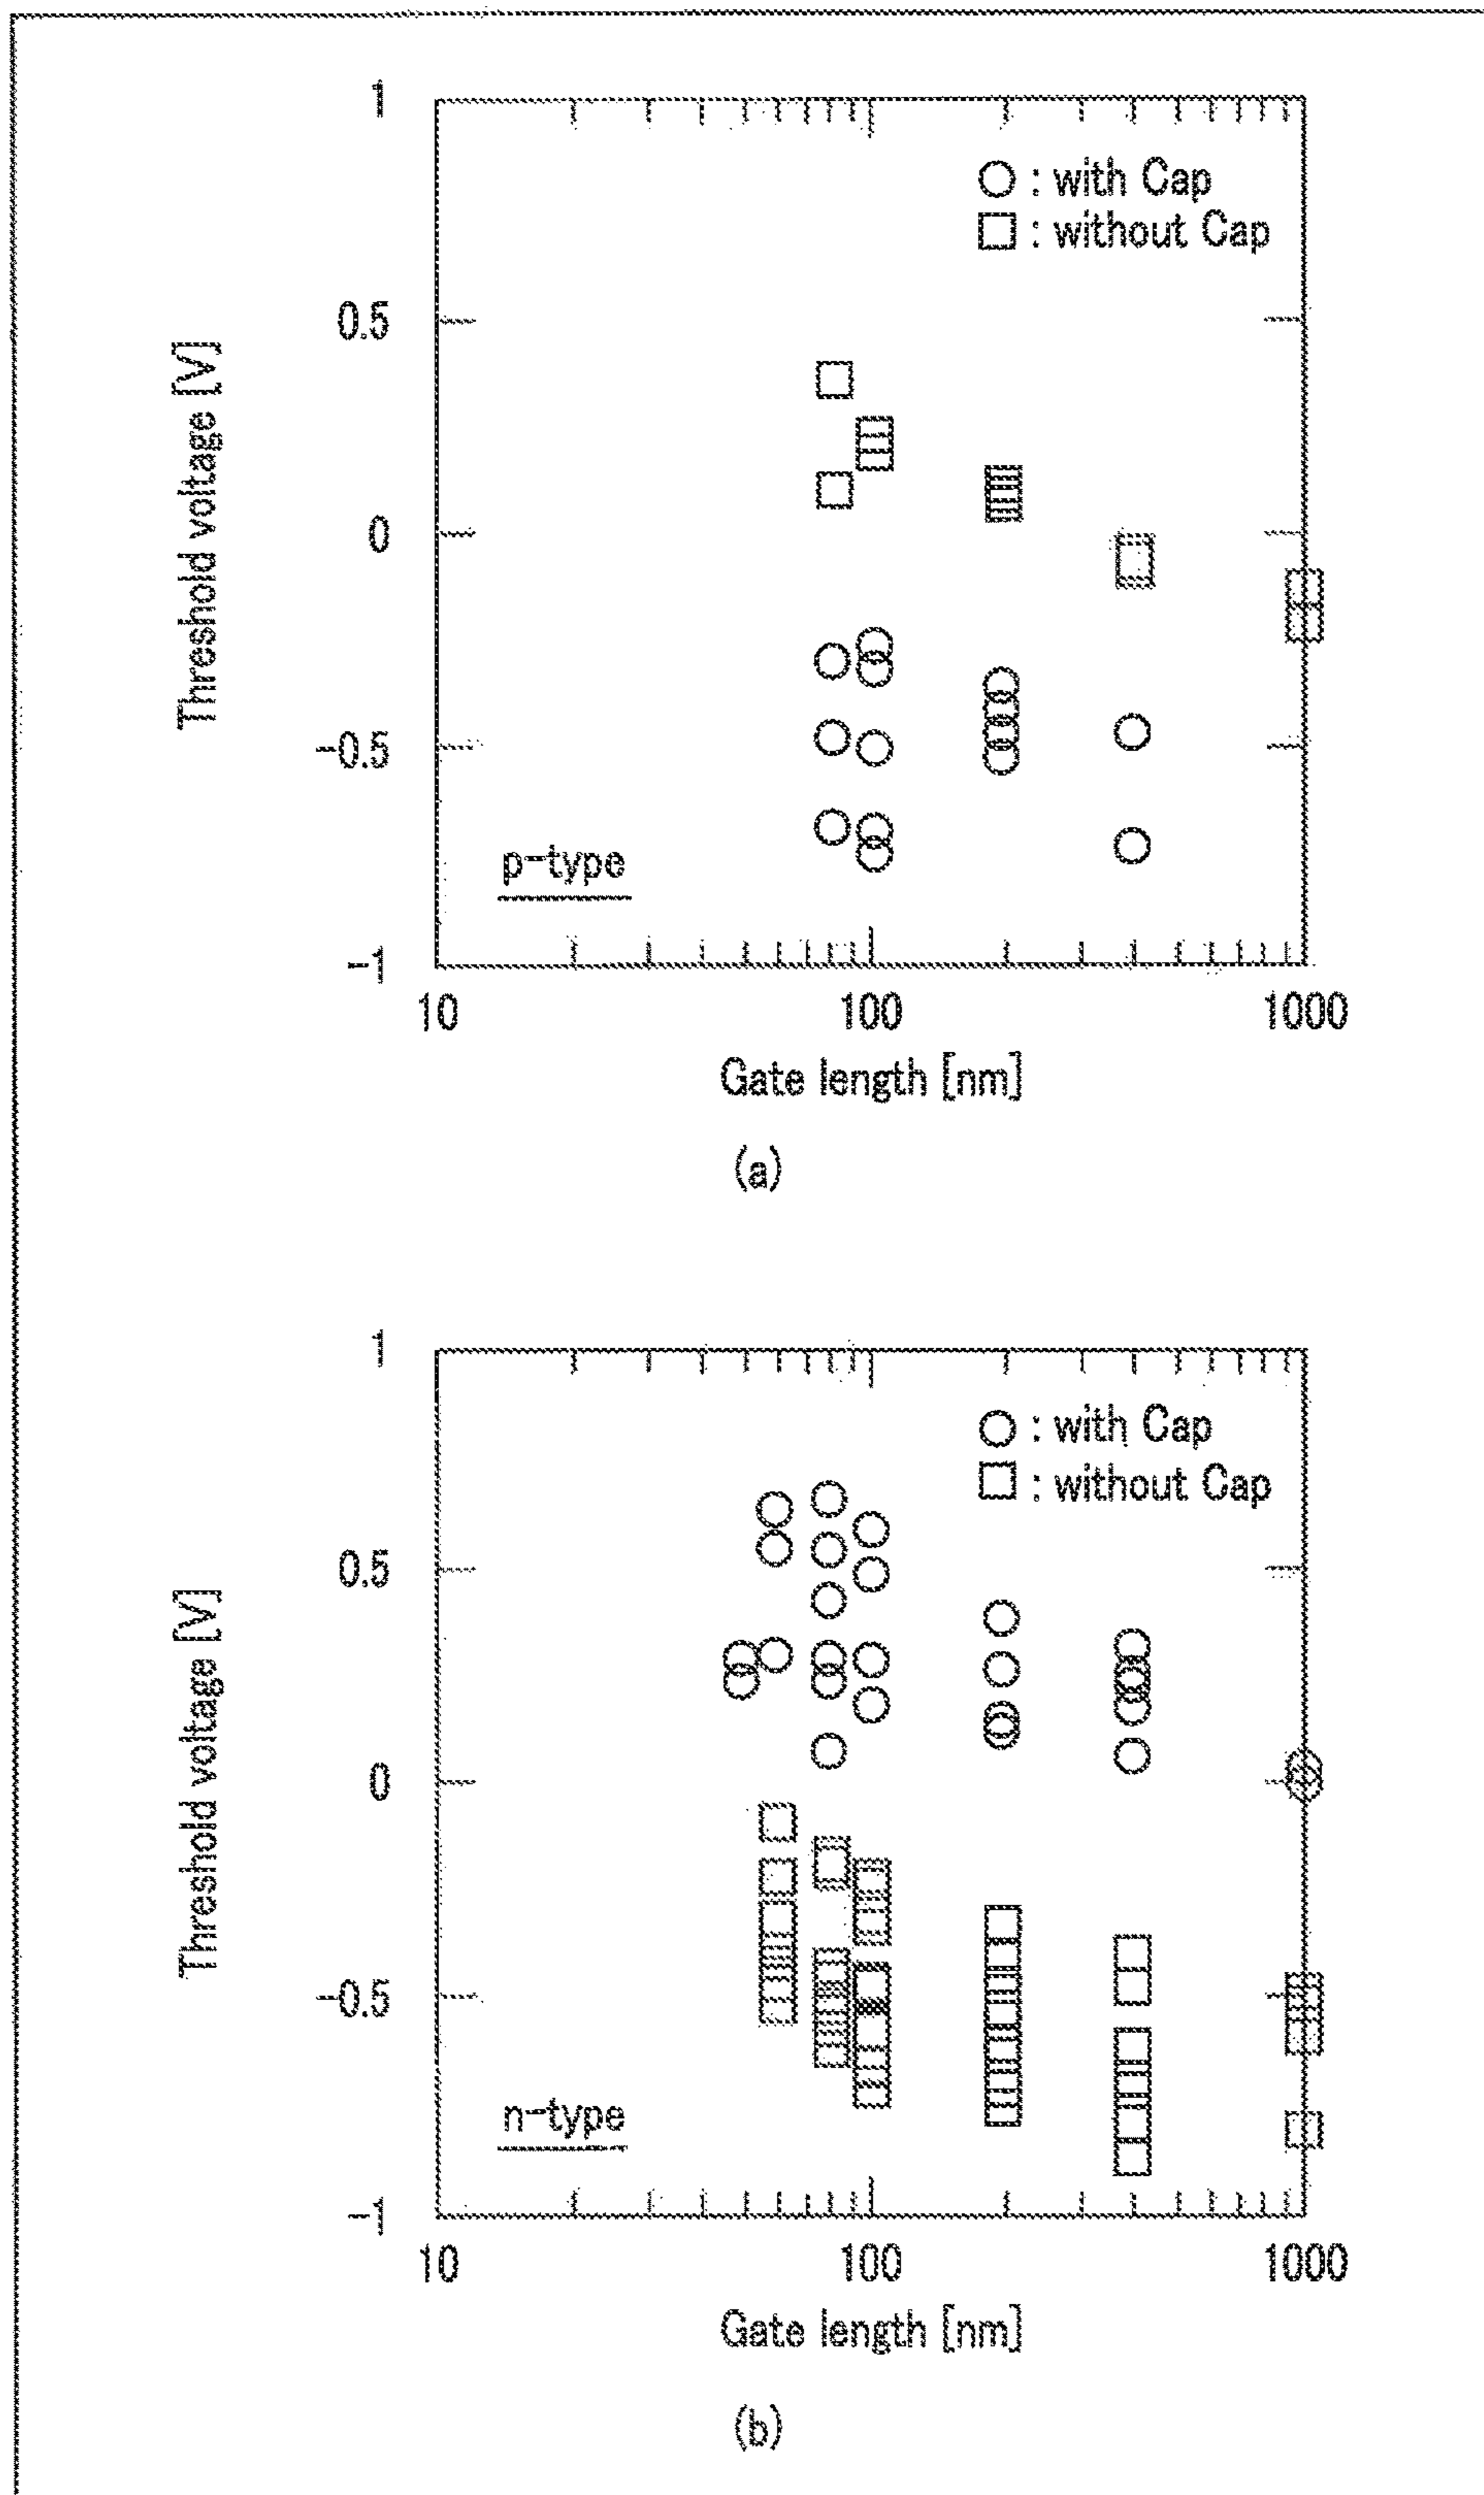 1
○ : with Cap
□ : without Cap
0.5
Threshold voltage [V]
0
-0.5
p-type
-1
10 100 1000
Gate length [nm]
(a)
1
○ : with Cap
□ : without Cap
0.5
Threshold voltage [V]
0
-0.5
n-type
-1
10 100 1000
Gate length [nm]
(b)